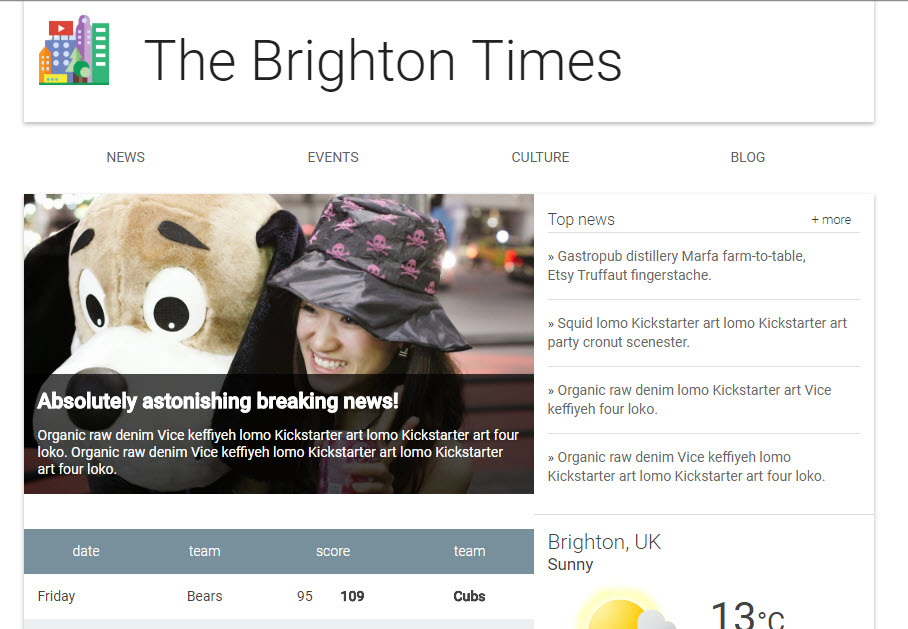 The Brighton Times
NEWS EVENTS CULTURE BLOG
Absolutely astonishing breaking news!
Organic raw denim Vice keffiyeh lomo Kickstarter art lomo Kickstarter art four
loko. Organic raw denim Vice keffiyeh lomo Kickstarter art lomo Kickstarter
art four loko.
Top news + more
» Gastropub distillery Marfa farm-to-table,
Etsy Truffaut fingerstache.
» Squid lomo Kickstarter art lomo Kickstarter art
party cronut scenester.
» Organic raw denim lomo Kickstarter art Vice
keffiyeh four loko.
» Organic raw denim Vice keffiyeh lomo
Kickstarter art lomo Kickstarter art four loko.
date team score team
Friday Bears 95 109 Cubs
Brighton, UK
Sunny
13°C